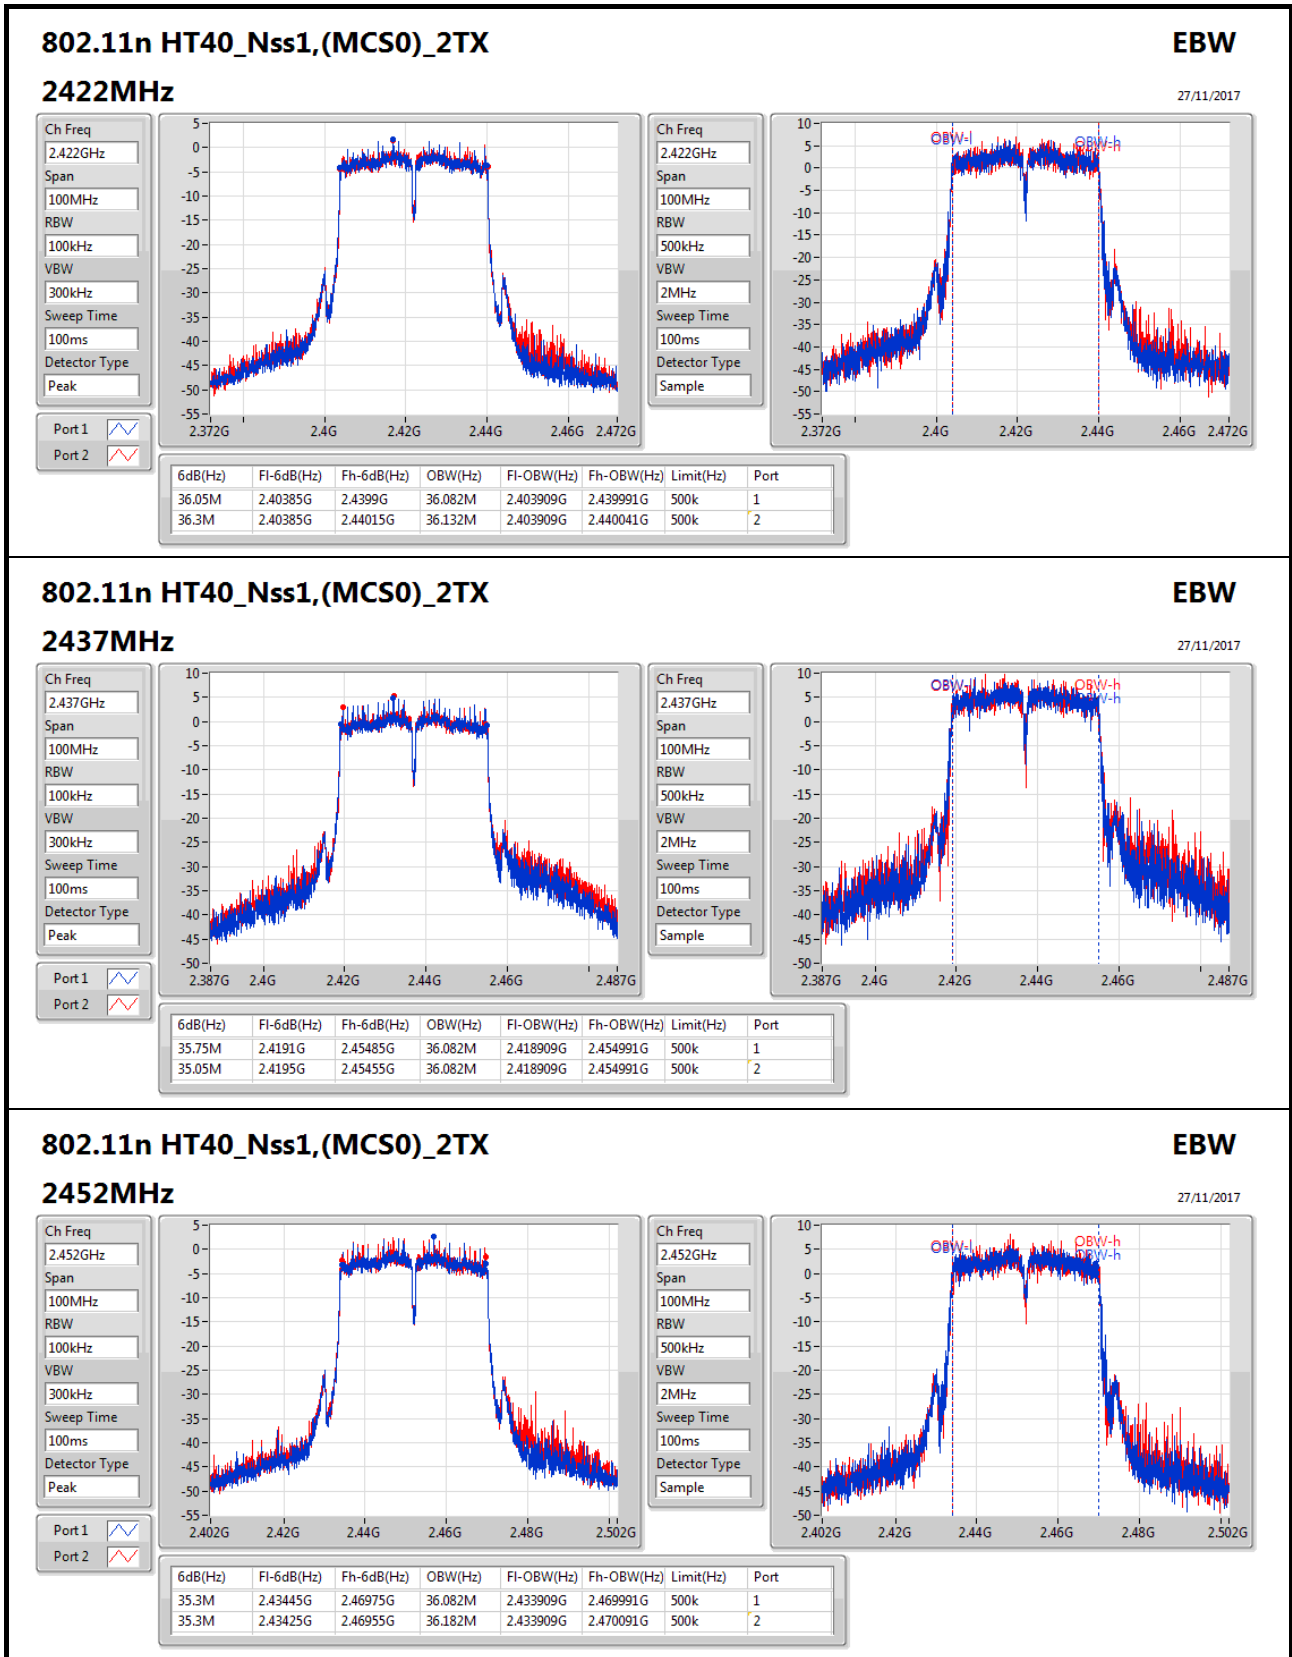 802.11n HT40_Nss1,(MCS0)_2TX EBW
2422MHz 27/11/2017
Ch Freq
2.422GHz
Span
100MHz
RBW
100kHz
VBW
300kHz
Sweep Time
100ms
Detector Type
Peak
Port 1
Port 2
5
0
-5
-10
-15
-20
-25
-30
-35
-40
-45
-50
-55
2.372G 2.4G 2.42G 2.44G 2.46G 2.472G
Ch Freq
2.422GHz
Span
100MHz
RBW
500kHz
VBW
2MHz
Sweep Time
100ms
Detector Type
Sample
10
5
0
-5
-10
-15
-20
-25
-30
-35
-40
-45
-50
-55
OBW-l OBW-h
OBW-l OBW-h
2.372G 2.4G 2.42G 2.44G 2.46G 2.472G
6dB(Hz) Fl-6dB(Hz) Fh-6dB(Hz) OBW(Hz) Fl-OBW(Hz) Fh-OBW(Hz) Limit(Hz) Port
36.05M 2.40385G 2.4399G 36.082M 2.403909G 2.439991G 500k 1
36.3M 2.40385G 2.44015G 36.132M 2.403909G 2.440041G 500k 2
802.11n HT40_Nss1,(MCS0)_2TX EBW
2437MHz 27/11/2017
Ch Freq
2.437GHz
Span
100MHz
RBW
100kHz
VBW
300kHz
Sweep Time
100ms
Detector Type
Peak
Port 1
Port 2
10
5
0
-5
-10
-15
-20
-25
-30
-35
-40
-45
-50
2.387G 2.4G 2.42G 2.44G 2.46G 2.487G
Ch Freq
2.437GHz
Span
100MHz
RBW
500kHz
VBW
2MHz
Sweep Time
100ms
Detector Type
Sample
10
5
0
-5
-10
-15
-20
-25
-30
-35
-40
-45
-50
OBW-l OBW-h
OBW-l OBW-h
2.387G 2.4G 2.42G 2.44G 2.46G 2.487G
6dB(Hz) Fl-6dB(Hz) Fh-6dB(Hz) OBW(Hz) Fl-OBW(Hz) Fh-OBW(Hz) Limit(Hz) Port
35.75M 2.4191G 2.45485G 36.082M 2.418909G 2.454991G 500k 1
35.05M 2.4195G 2.45455G 36.082M 2.418909G 2.454991G 500k 2
802.11n HT40_Nss1,(MCS0)_2TX EBW
2452MHz 27/11/2017
Ch Freq
2.452GHz
Span
100MHz
RBW
100kHz
VBW
300kHz
Sweep Time
100ms
Detector Type
Peak
Port 1
Port 2
5
0
-5
-10
-15
-20
-25
-30
-35
-40
-45
-50
-55
2.402G 2.42G 2.44G 2.46G 2.48G 2.502G
Ch Freq
2.452GHz
Span
100MHz
RBW
500kHz
VBW
2MHz
Sweep Time
100ms
Detector Type
Sample
10
5
0
-5
-10
-15
-20
-25
-30
-35
-40
-45
-50
OBW-l OBW-h
OBW-l OBW-h
2.402G 2.42G 2.44G 2.46G 2.48G 2.502G
6dB(Hz) Fl-6dB(Hz) Fh-6dB(Hz) OBW(Hz) Fl-OBW(Hz) Fh-OBW(Hz) Limit(Hz) Port
35.3M 2.43445G 2.46975G 36.082M 2.433909G 2.469991G 500k 1
35.3M 2.43425G 2.46955G 36.182M 2.433909G 2.470091G 500k 2